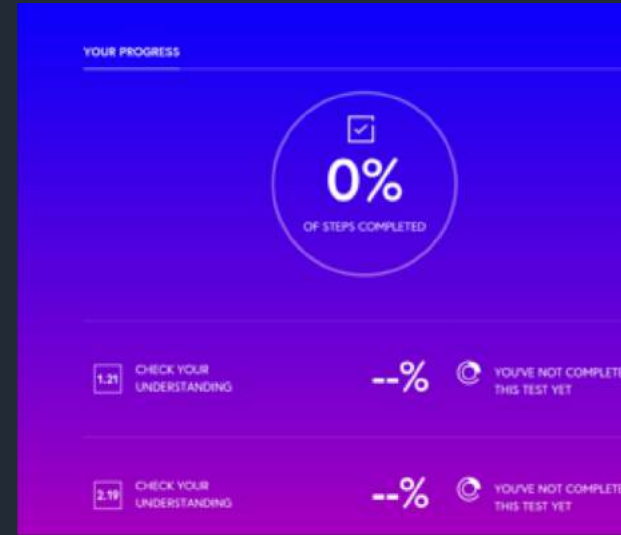 YOUR PROGRESS
0%
OF STEPS COMPLETED
1.21
CHECK YOUR
UNDERSTANDING
--%
YOU'VE NOT COMPLETE
THIS TEST YET
2.19
CHECK YOUR
UNDERSTANDING
--%
YOU'VE NOT COMPLETE
THIS TEST YET